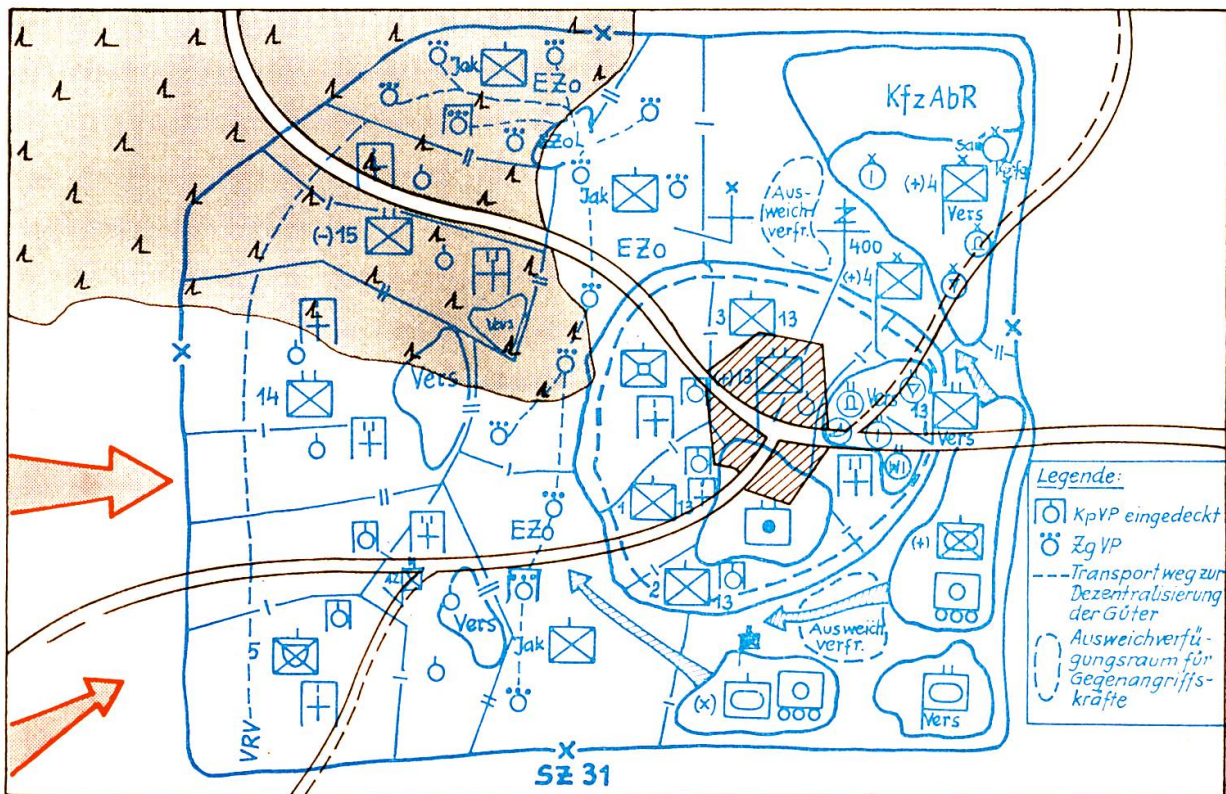 Jak
EZo
EZoL
KfzAbR
Jak
Aus-
weich-
verfr.
(+)4
Vers
Kgfg
EZo
400
(-)15
(+)4
Vers
3
13
Vers
(+)13
Vers
13
Vers
14
1
13
Legende:
KpVP eingedeckt
ZgVP
Transportweg zur
Dezentralisierung
der Güter
Ausweichverfü-
gungsraum für
Gegenangriffs-
kräfte
EZo
(+)
12
2
13
Vers
5
Jak
Ausweich
verfr.
(x)
Vers
VRV
SZ 31